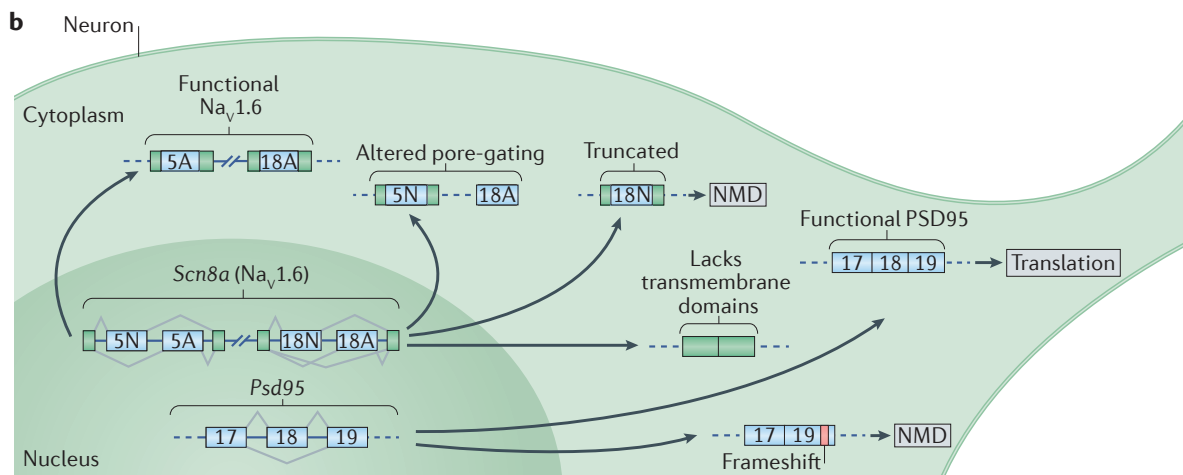 b
Neuron
Cytoplasm
Functional
Nav1.6
5A 18A
Altered pore-gating
5N 18A
Truncated
18N NMD
Functional PSD95
17 18 19 Translation
Scn8a (Nav1.6)
5N 5A 18N 18A
Lacks
transmembrane
domains
Psd95
17 18 19
17 19 NMD
Frameshift
Nucleus